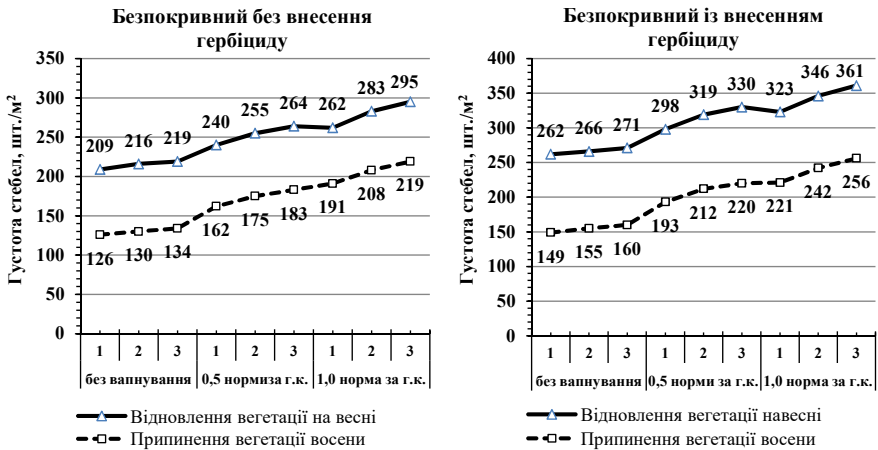 Безпокривний без внесення
гербіциду
Густота стебел, шт./м²
350
300
250
200
150
100
50
0
209 216 219 240 255 264 262 283 295
126 130 134 162 175 183 191 208 219
1 2 3 1 2 3 1 2 3
без вапнування 0,5 нормиза г.к. 1,0 норма за г.к.
Відновлення вегетації на весні
Припинення вегетації восени
Безпокривний із внесенням
гербіциду
Густота стебел, шт./м²
400
350
300
250
200
150
100
50
0
262 266 271 298 319 330 323 346 361
149 155 160 193 212 220 221 242 256
1 2 3 1 2 3 1 2 3
без вапнування 0,5 норми за г.к. 1,0 норма за г.к.
Відновлення вегетації навесні
Припинення вегетації восени